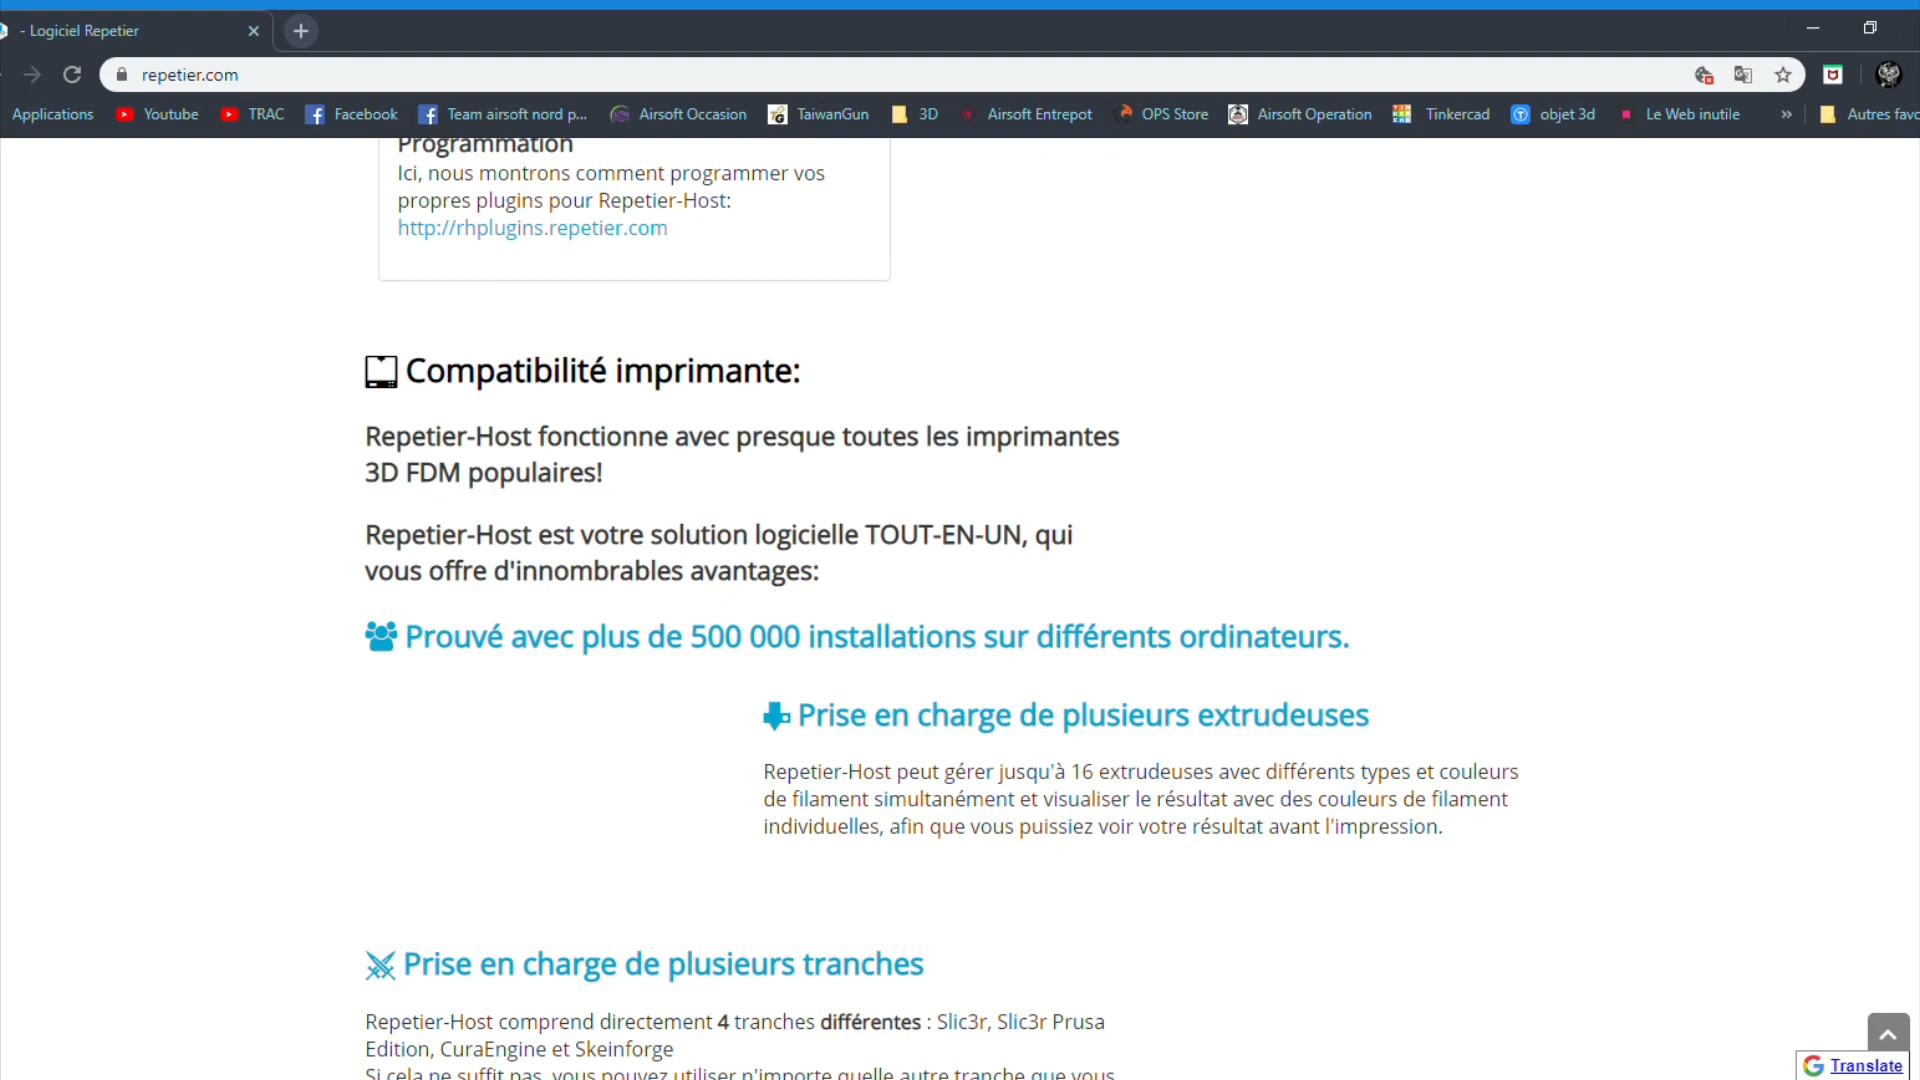 - Logiciel Repetier
repetier.com
Applications Youtube TRAC Facebook Team airsoft nord p... Airsoft Occasion TaiwanGun 3D Airsoft Entrepot OPS Store Airsoft Operation Tinkercad objet 3d Le Web inutile » Autres favo
Programmation
Ici, nous montrons comment programmer vos
propres plugins pour Repetier-Host:
http://rhplugins.repetier.com
Compatibilité imprimante:
Repetier-Host fonctionne avec presque toutes les imprimantes
3D FDM populaires!
Repetier-Host est votre solution logicielle TOUT-EN-UN, qui
vous offre d'innombrables avantages:
Prouvé avec plus de 500 000 installations sur différents ordinateurs.
Prise en charge de plusieurs extrudeuses
Repetier-Host peut gérer jusqu'à 16 extrudeuses avec différents types et couleurs
de filament simultanément et visualiser le résultat avec des couleurs de filament
individuelles, afin que vous puissiez voir votre résultat avant l'impression.
Prise en charge de plusieurs tranches
Repetier-Host comprend directement 4 tranches différentes : Slic3r, Slic3r Prusa
Edition, CuraEngine et Skeinforge
Si cela ne suffit pas, vous pouvez utiliser n'importe quelle autre tranche que vous
Translate